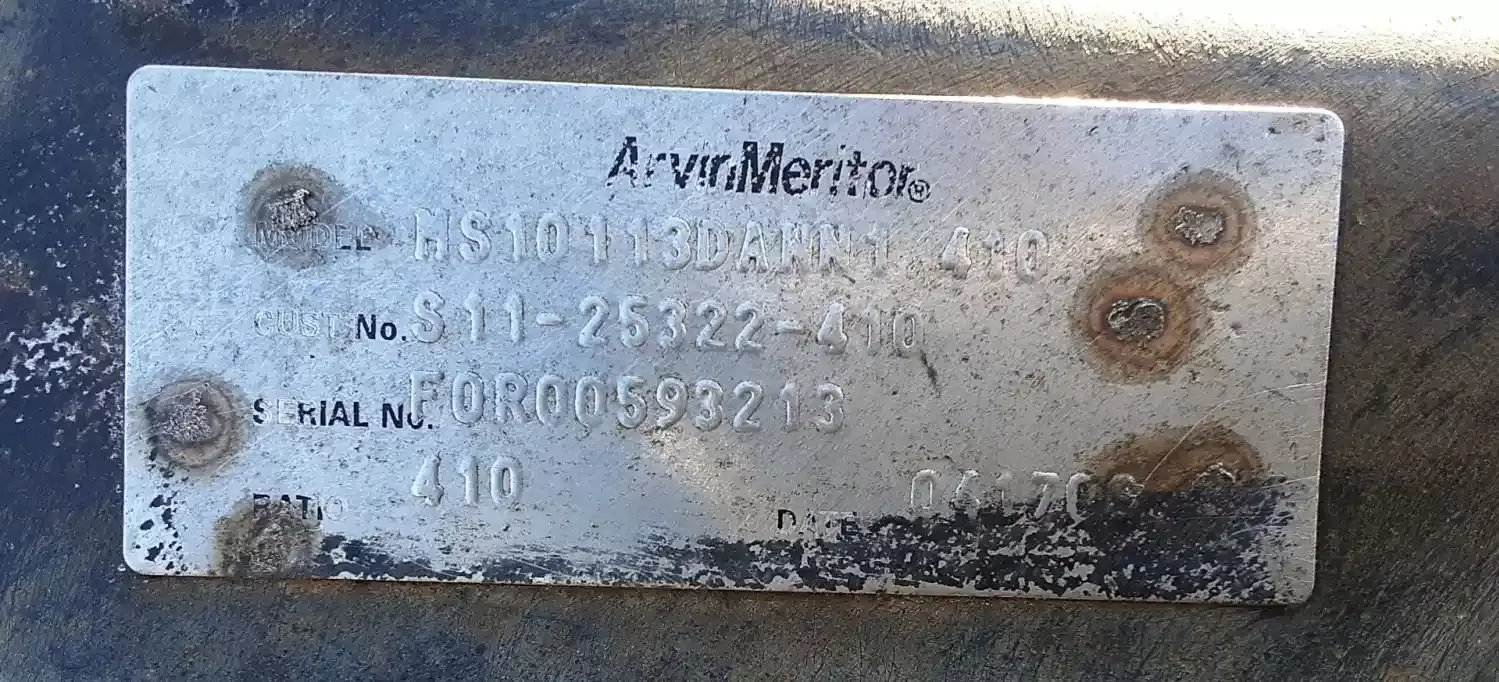 ArvinMeritor®
MODEL MS10113DANN1 410
CUST No. S11-25322-410
SERIAL NO. FOR00593213
RATIO 410 DATE